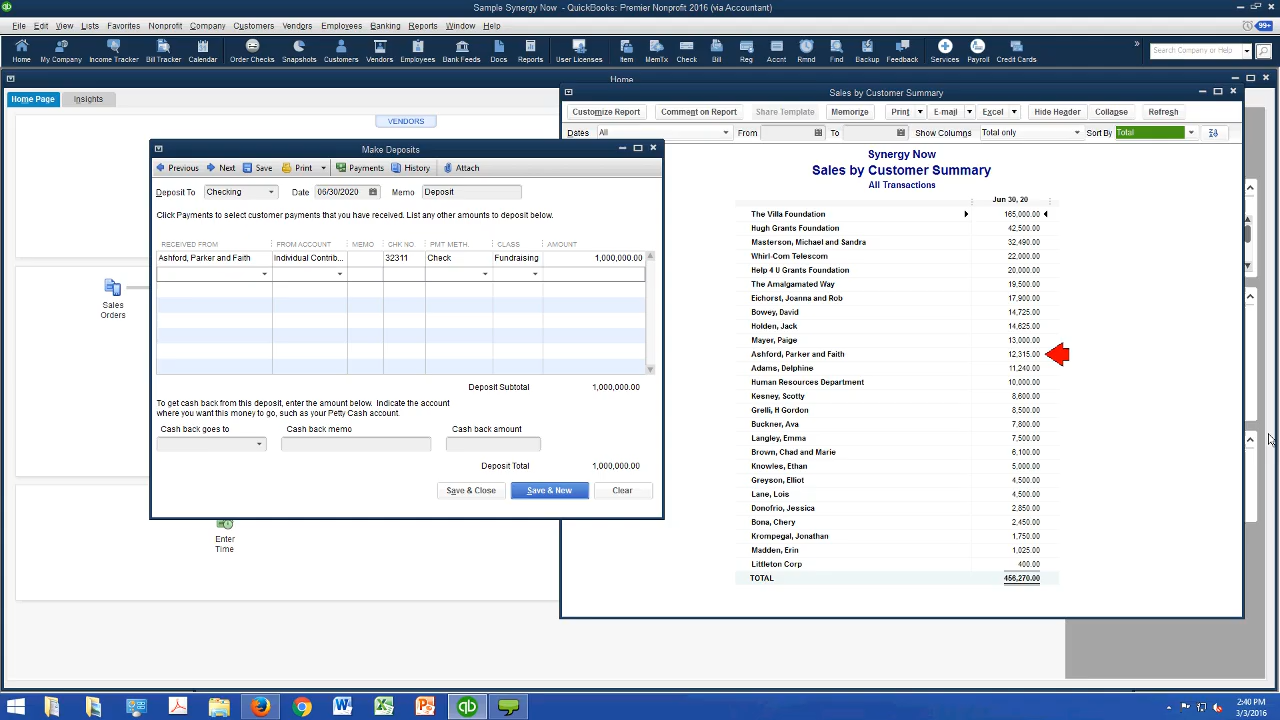 Sample Synergy Now - QuickBooks: Premier Nonprofit 2016 (via Accountant)
File Edit View Lists Favorites Nonprofit Company Customers Vendors Employees Banking Reports Window Help 99+
Home My Company Income Tracker Bill Tracker Calendar Order Checks Snapshots Customers Vendors Employees Bank Feeds Docs Reports User Licenses Item MemTx Check Bill Reg Accnt Rmnd Find Backup Feedback Services Payroll Credit Cards » Search Company or Help
Home
Home Page Insights
VENDORS
Sales Orders
Enter Time
Make Deposits
Previous Next Save Print Payments History Attach
Deposit To Checking Date 06/30/2020 Memo Deposit
Click Payments to select customer payments that you have received. List any other amounts to deposit below.
RECEIVED FROM FROM ACCOUNT MEMO CHK NO. PMT METH. CLASS AMOUNT
Ashford, Parker and Faith Individual Contrib... 32311 Check Fundraising 1,000,000.00
Deposit Subtotal 1,000,000.00
To get cash back from this deposit, enter the amount below. Indicate the account
where you want this money to go, such as your Petty Cash account.
Cash back goes to Cash back memo Cash back amount
Deposit Total 1,000,000.00
Save & Close Save & New Clear
Sales by Customer Summary
Customize Report Comment on Report Share Template Memorize Print E-mail Excel Hide Header Collapse Refresh
Dates All From To Show Columns Total only Sort By Total
Synergy Now
Sales by Customer Summary
All Transactions
Jun 30, 20
The Villa Foundation 165,000.00
Hugh Grants Foundation 42,500.00
Masterson, Michael and Sandra 32,490.00
Whirl-Com Telescom 22,000.00
Help 4 U Grants Foundation 20,000.00
The Amalgamated Way 19,500.00
Eichorst, Joanna and Rob 17,900.00
Bowey, David 14,725.00
Holden, Jack 14,625.00
Mayer, Paige 13,000.00
Ashford, Parker and Faith 12,315.00
Adams, Delphine 11,240.00
Human Resources Department 10,000.00
Kesney, Scotty 8,600.00
Grelli, H Gordon 8,500.00
Buckner, Ava 7,800.00
Langley, Emma 7,500.00
Brown, Chad and Marie 6,100.00
Knowles, Ethan 5,000.00
Greyson, Elliot 4,500.00
Lane, Lois 4,500.00
Donofrio, Jessica 2,850.00
Bona, Chery 2,450.00
Krompegal, Jonathan 1,750.00
Madden, Erin 1,025.00
Littleton Corp 400.00
TOTAL 456,270.00
2:40 PM
3/3/2016